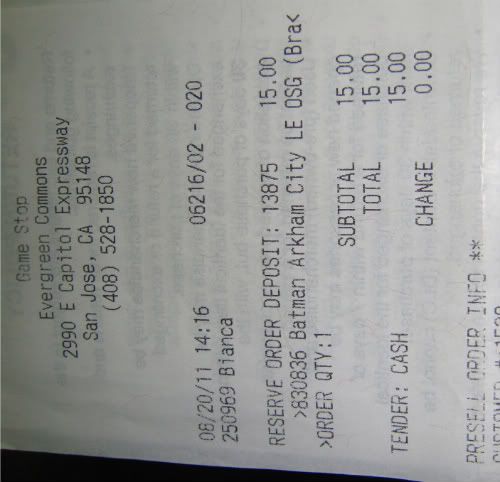 Game Stop
Evergreen Commons
2990 E Capitol Expressway
San Jose, CA 95148
(408) 528-1850
08/20/11 14:16 06216/02 - 020
250969 Bianca
RESERVE ORDER DEPOSIT: 13875 15.00
>830836 Batman Arkham City LE OSG (Bra<
>ORDER QTY:1
SUBTOTAL 15.00
TOTAL 15.00
TENDER: CASH 15.00
CHANGE 0.00
PRESELL ORDER INFO **